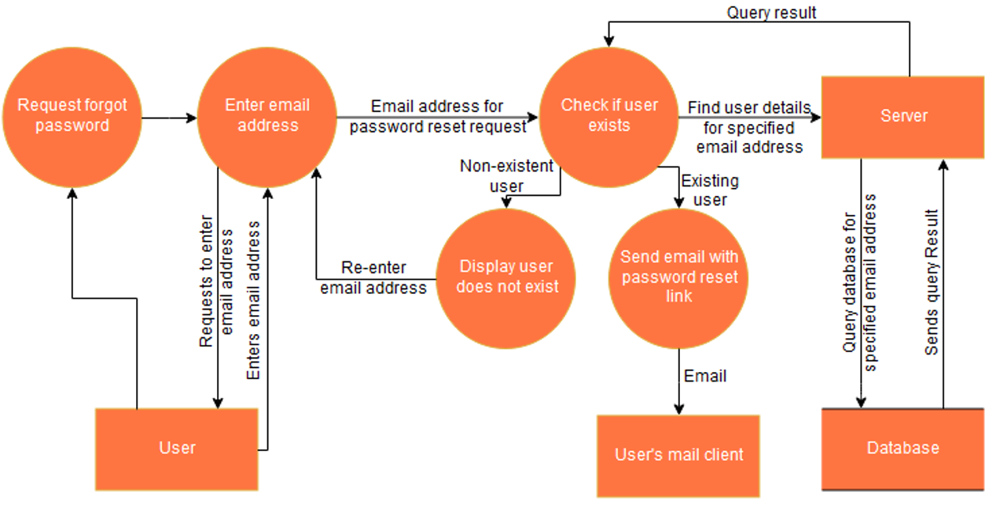 Query result
Request forgot
password
Enter email
address
Email address for
password reset request
Check if user
exists
Find user details
for specified
email address
Server
Non-existent
user
Existing
user
Requests to enter
email address
Enters email address
Re-enter
email address
Display user
does not exist
Send email with
password reset
link
Query database for
specified email address
Sends query Result
Email
User
User's mail client
Database